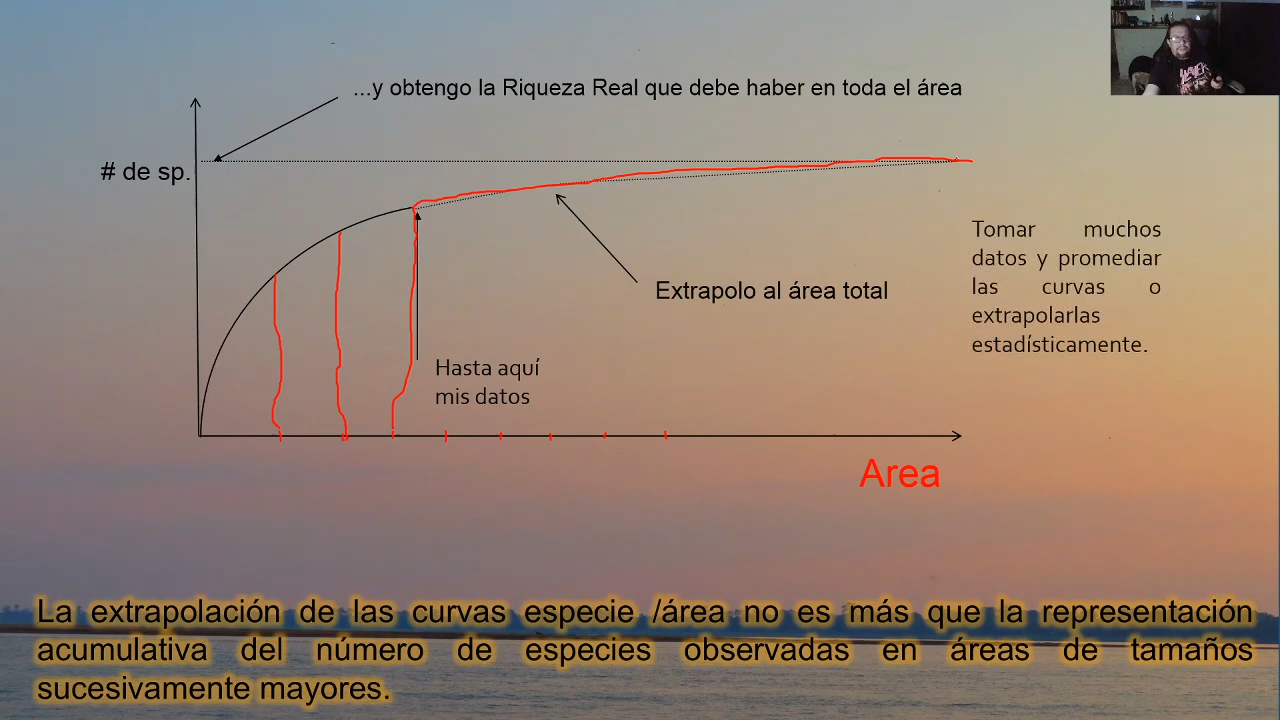 ...y obtengo la Riqueza Real que debe haber en toda el área
# de sp.
Tomar muchos
datos y promediar
las curvas o
extrapolarlas
estadísticamente.
Extrapolo al área total
Hasta aquí
mis datos
Area
La extrapolación de las curvas especie /área no es más que la representación
acumulativa del número de especies observadas en áreas de tamaños
sucesivamente mayores.